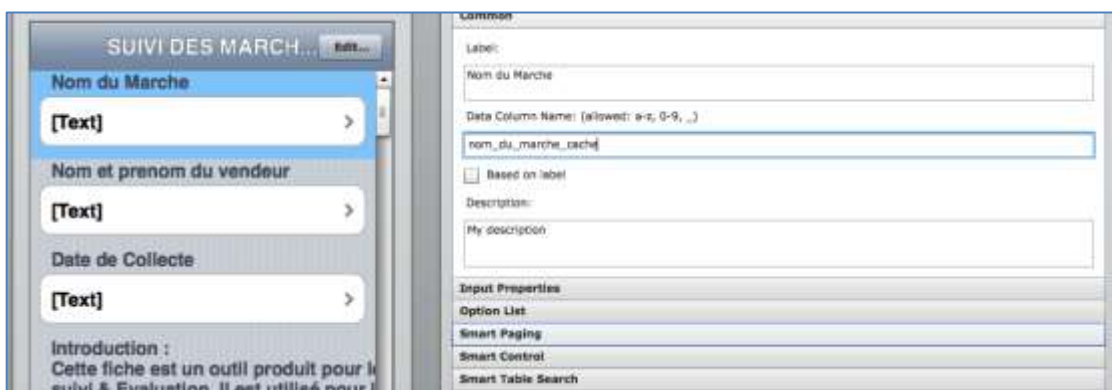 SUIVI DES MARCH...
Edit...
Nom du Marche
[Text]
Nom et prenom du vendeur
[Text]
Date de Collecte
[Text]
Introduction :
Cette fiche est un outil produit pour le
suivi & Evaluation. Il est utilisé pour l
Common
Label:
Nom du Marche
Data Column Name: (allowed: a-z, 0-9, _)
nom_du_marche_cache
Based on label
Description:
My description
Input Properties
Option List
Smart Paging
Smart Control
Smart Table Search